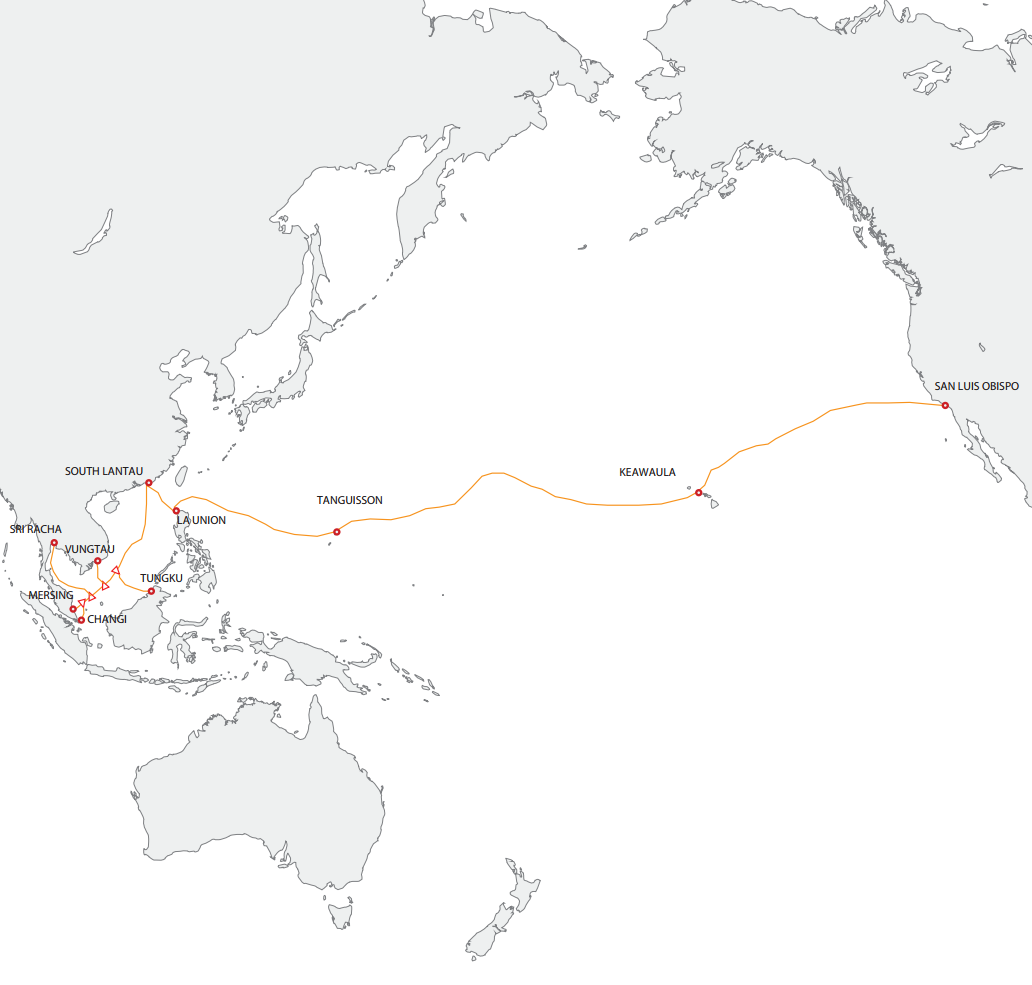 SAN LUIS OBISPO
SOUTH LANTAU
KEAWAULA
TANGUISSON
LA UNION
SRI RACHA
VUNGTAU
TUNGKU
MERSING
CHANGI